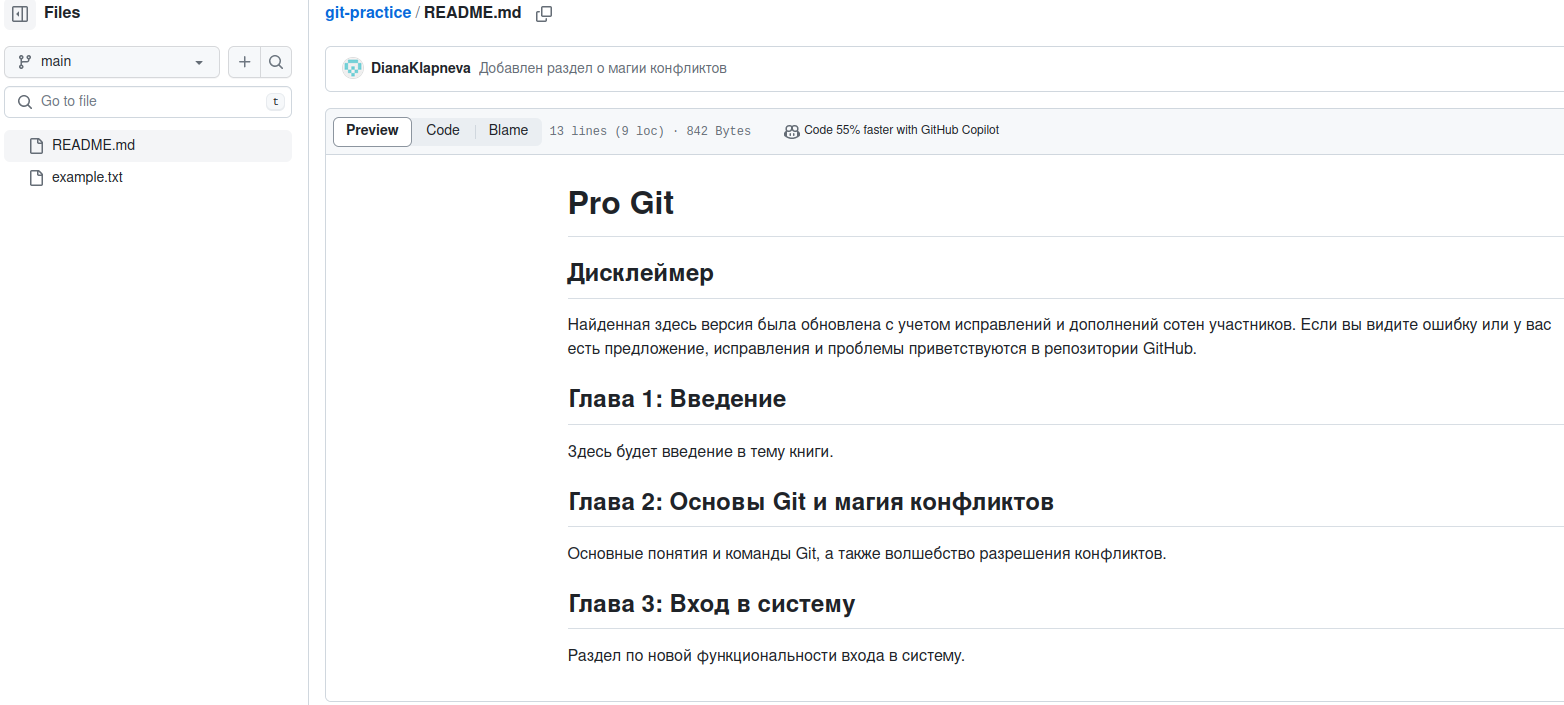 Files
git-practice / README.md
main
DianaKlapneva Добавлен раздел о магии конфликтов
Go to file
t
Preview Code Blame 13 lines (9 loc) · 842 Bytes Code 55% faster with GitHub Copilot
README.md
example.txt
Pro Git
Дисклеймер
Найденная здесь версия была обновлена с учетом исправлений и дополнений сотен участников. Если вы видите ошибку или у вас
есть предложение, исправления и проблемы приветствуются в репозитории GitHub.
Глава 1: Введение
Здесь будет введение в тему книги.
Глава 2: Основы Git и магия конфликтов
Основные понятия и команды Git, а также волшебство разрешения конфликтов.
Глава 3: Вход в систему
Раздел по новой функциональности входа в систему.